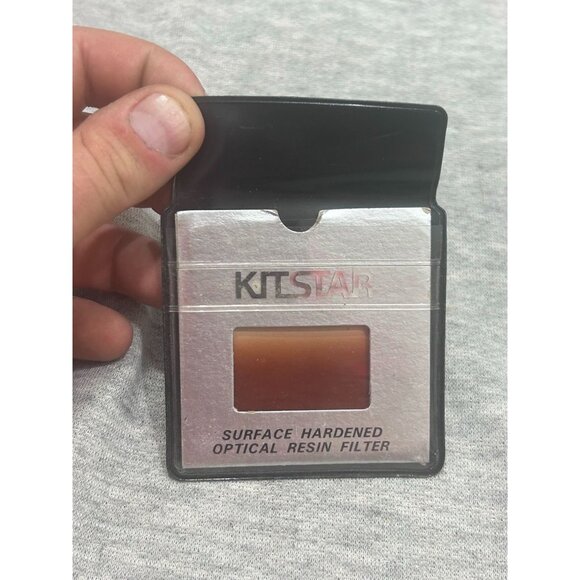 KITSTAR
SURFACE HARDENED
OPTICAL RESIN FILTER